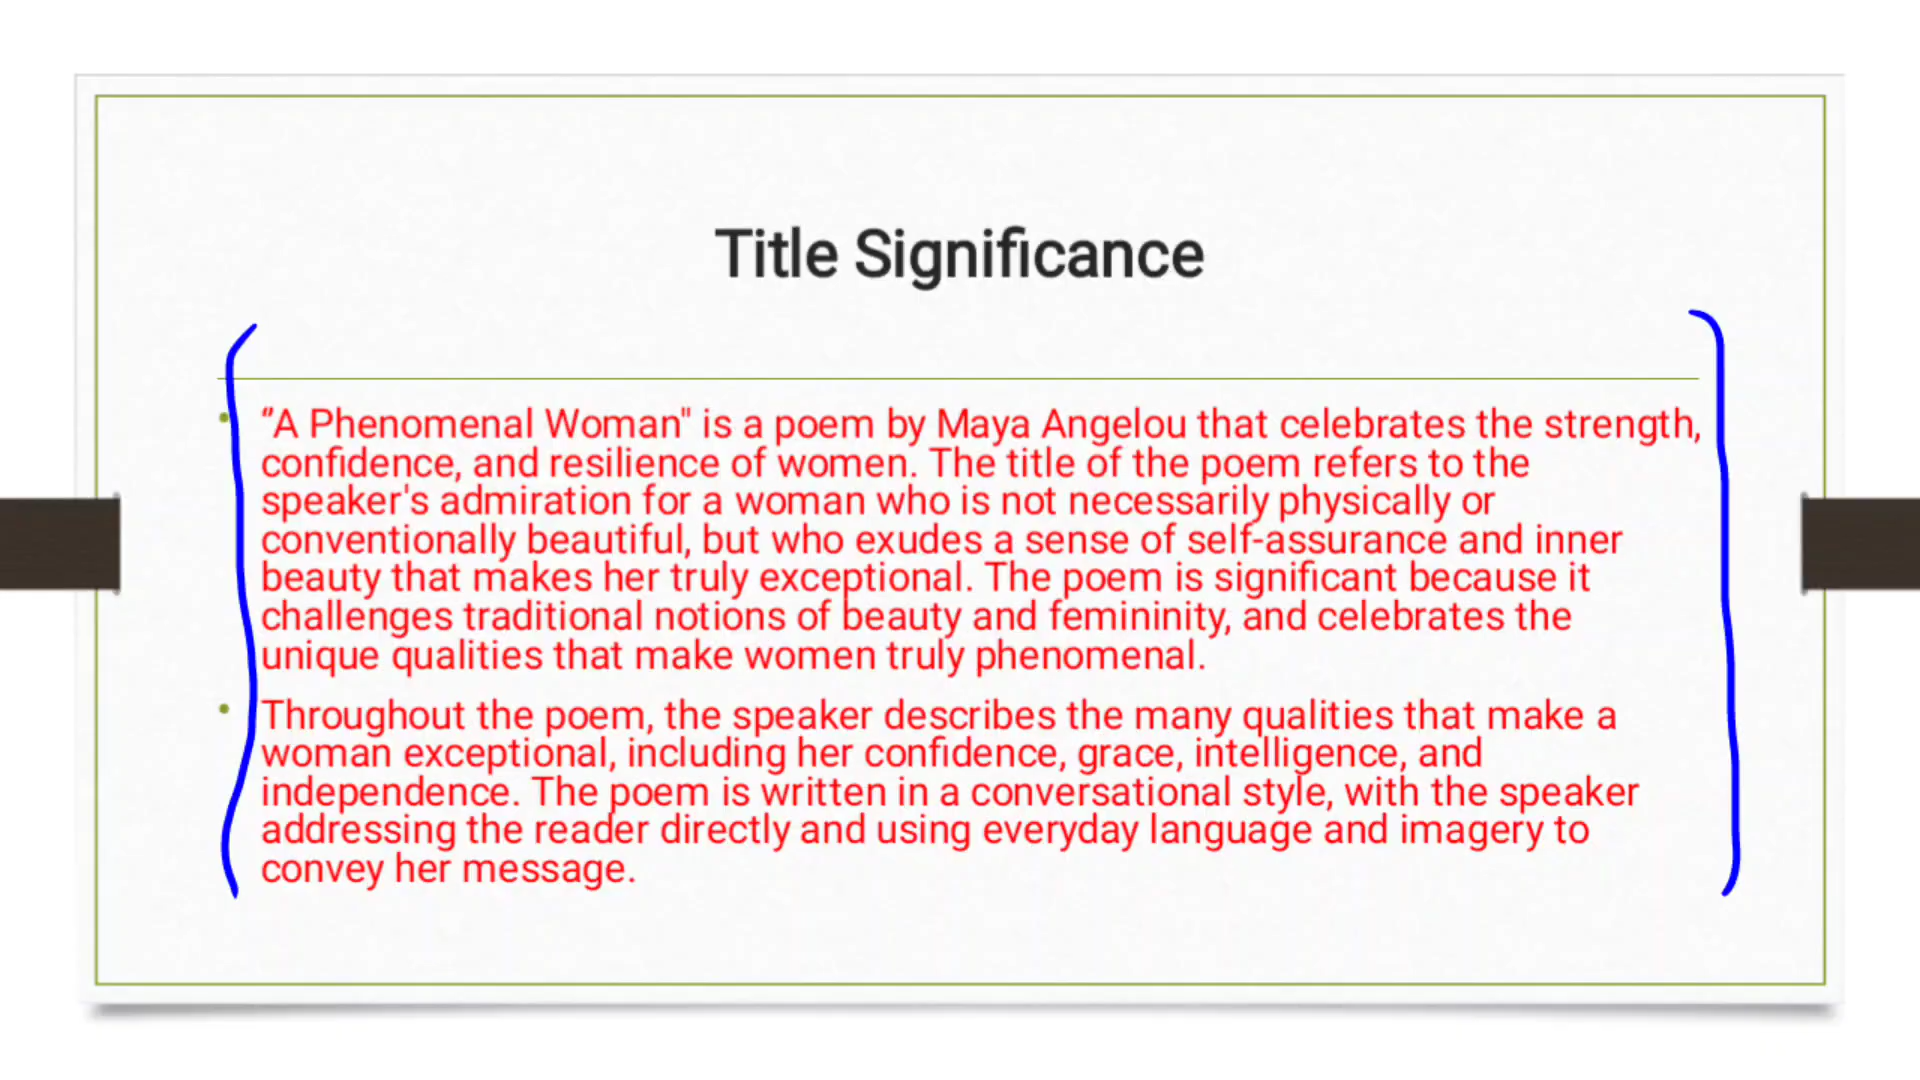 Title Significance
• “A Phenomenal Woman" is a poem by Maya Angelou that celebrates the strength,
confidence, and resilience of women. The title of the poem refers to the
speaker's admiration for a woman who is not necessarily physically or
conventionally beautiful, but who exudes a sense of self-assurance and inner
beauty that makes her truly exceptional. The poem is significant because it
challenges traditional notions of beauty and femininity, and celebrates the
unique qualities that make women truly phenomenal.
• Throughout the poem, the speaker describes the many qualities that make a
woman exceptional, including her confidence, grace, intelligence, and
independence. The poem is written in a conversational style, with the speaker
addressing the reader directly and using everyday language and imagery to
convey her message.